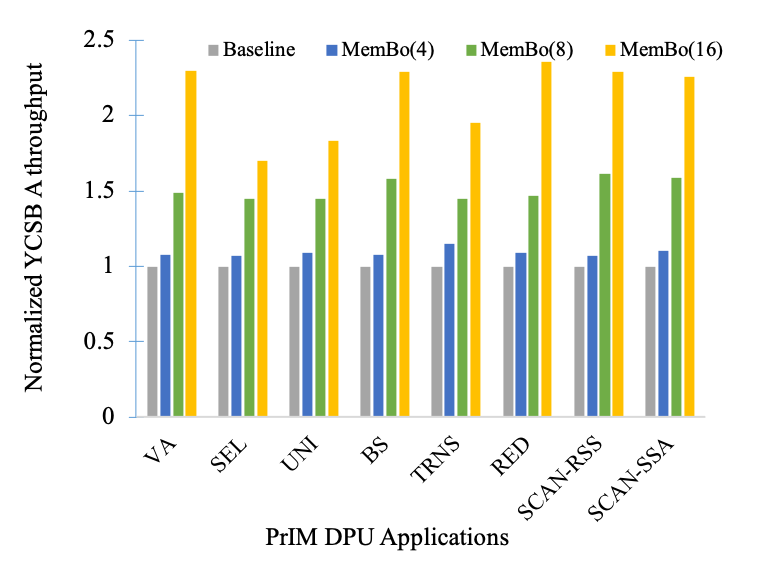 2.5
Baseline MemBo(4) MemBo(8) MemBo(16)
2
1.5
1
0.5
0
Normalized YCSB A throughput
VA SEL UNI BS TRNS RED SCAN-RSS SCAN-SSA
PrIM DPU Applications